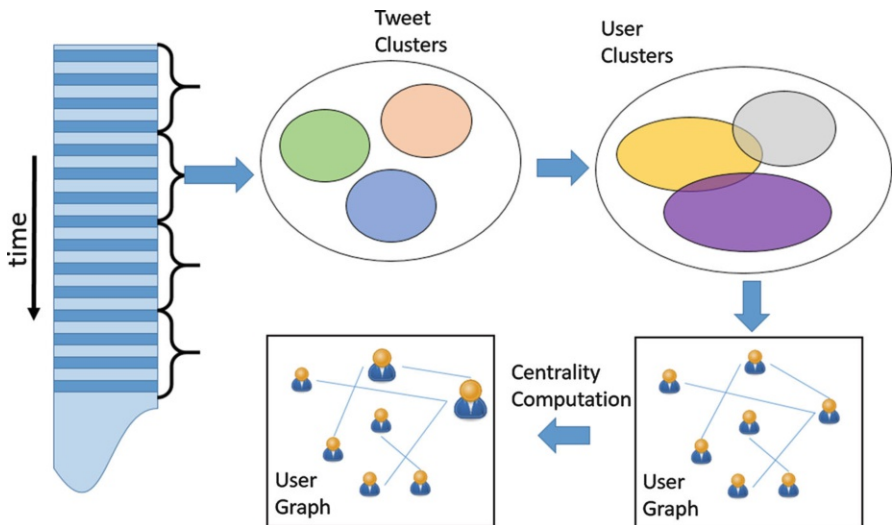 Tweet
Clusters
User
Clusters
time
Centrality
Computation
User
Graph
User
Graph